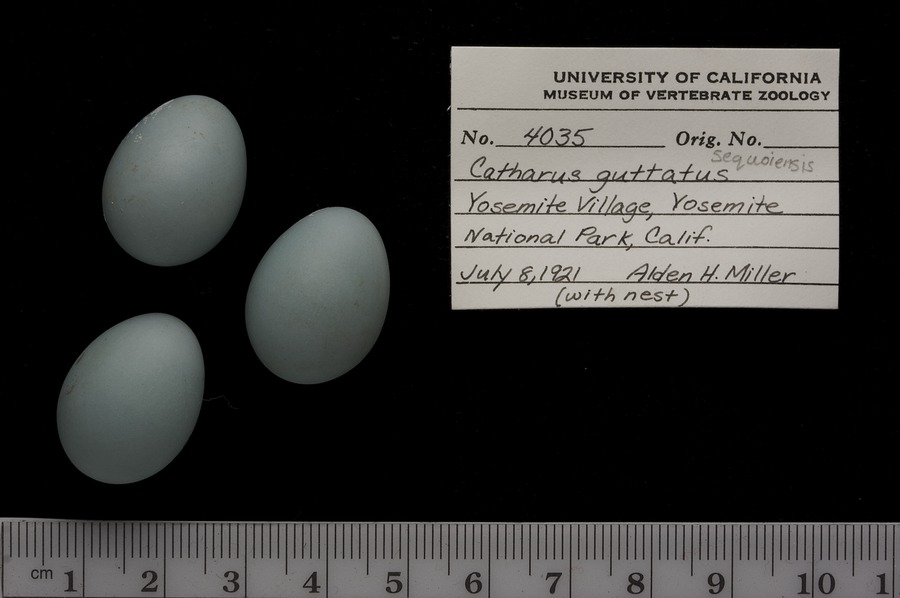 UNIVERSITY OF CALIFORNIA
MUSEUM OF VERTEBRATE ZOOLOGY
No. 4035 Orig. No.
sequoiensis
Catharus guttatus
Yosemite Village, Yosemite
National Park, Calif.
July 8, 1921 Alden H. Miller
(with nest)
cm 1 2 3 4 5 6 7 8 9 10 1